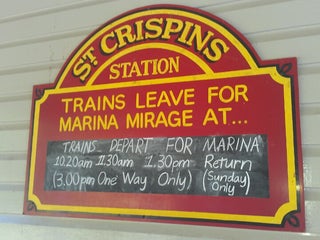 ST. CRISPINS
STATION
TRAINS LEAVE FOR
MARINA MIRAGE AT...
TRAINS DEPART FOR MARINA
10.20am 11.30am 1.30pm Return
(3.00pm One Way Only) (Sunday Only)